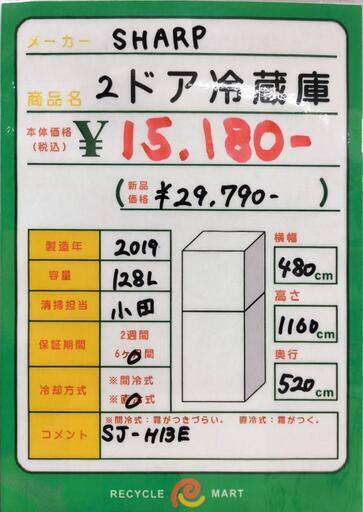 メーカー SHARP
商品名 2ドア冷蔵庫
本体価格
(税込) ¥15.180-
(新品価格 ¥29.790-)
製造年 2019
容量 128L
清掃担当 小田
保証期間 2週間
6ヶ月間
冷却方式 ※間冷式
※直冷式
横幅
480cm
高さ
1160cm
奥行
520cm
※間冷式:霜がつきづらい。 直冷式:霜がつく。
コメント SJ-H13E
RECYCLE MART